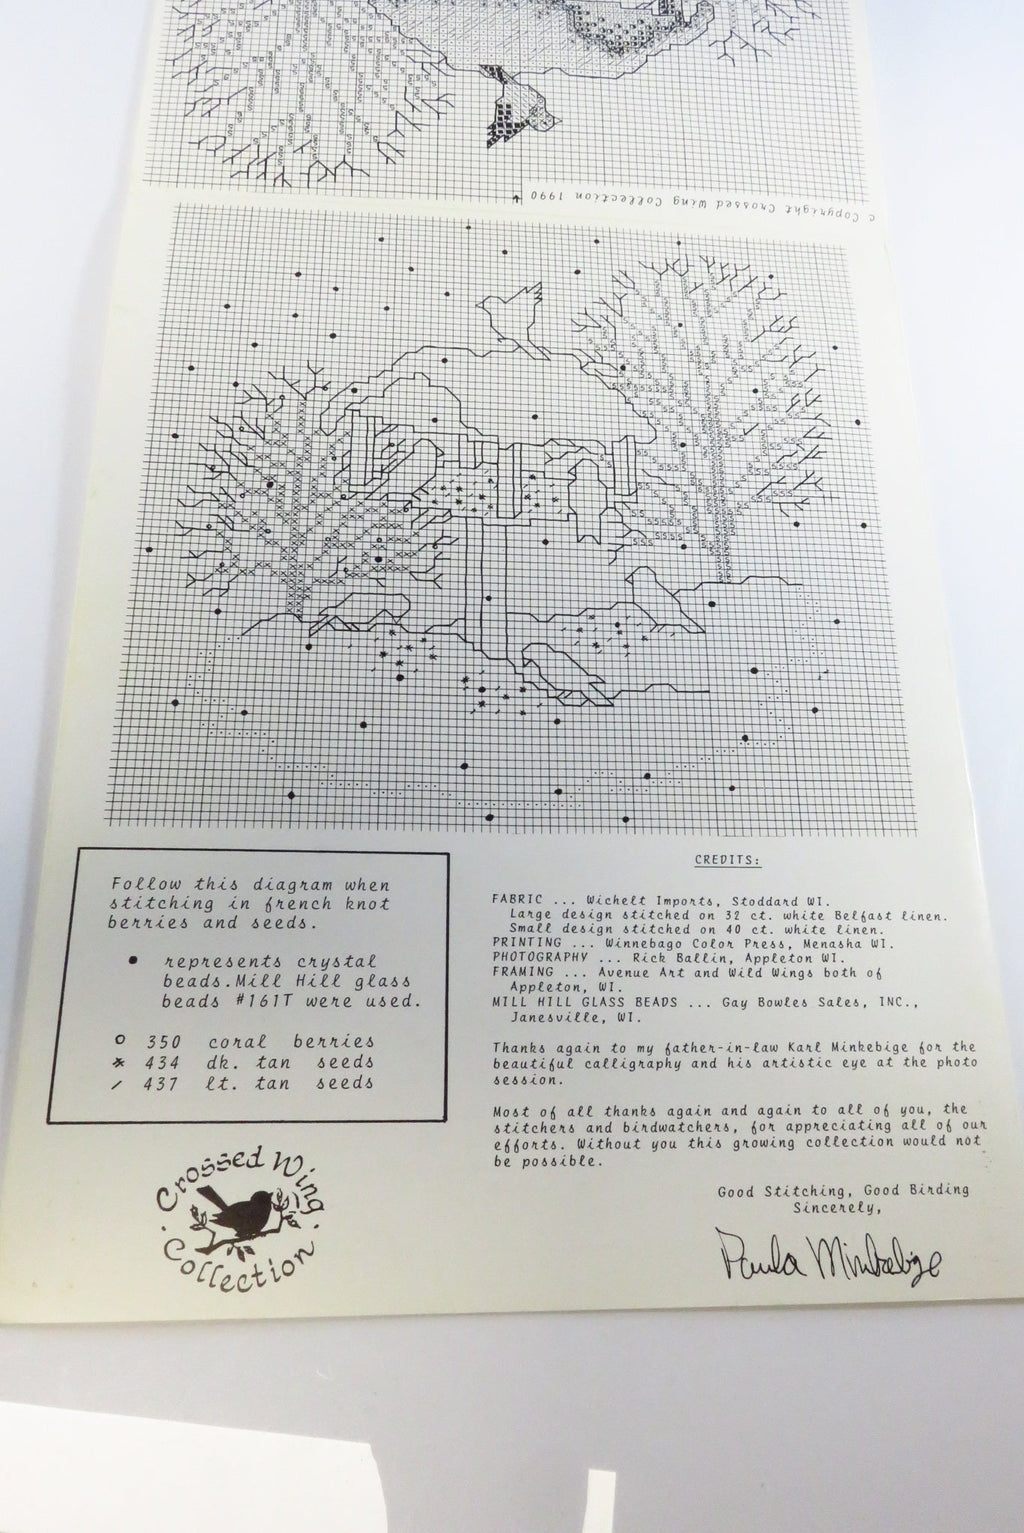 c Copyright Crossed Wing Collection 1990
Follow this diagram when
stitching in french knot
berries and seeds.
• represents crystal
beads.Mill Hill glass
beads #161T were used.
o 350 coral berries
* 434 dk. tan seeds
/ 437 lt. tan seeds
Crossed Wing
· Collection ·
CREDITS:
FABRIC ... Wichelt Imports, Stoddard WI.
Large design stitched on 32 ct. white Belfast linen.
Small design stitched on 40 ct. white linen.
PRINTING ... Winnebago Color Press, Menasha WI.
PHOTOGRAPHY ... Rick Ballin, Appleton WI.
FRAMING ... Avenue Art and Wild Wings both of
Appleton, WI.
MILL HILL GLASS BEADS ... Gay Bowles Sales, INC.,
Janesville, WI.
Thanks again to my father-in-law Karl Minkebige for the
beautiful calligraphy and his artistic eye at the photo
session.
Most of all thanks again and again to all of you, the
stitchers and birdwatchers, for appreciating all of our
efforts. Without you this growing collection would not
be possible.
Good Stitching, Good Birding
Sincerely,
Paula Minkebige